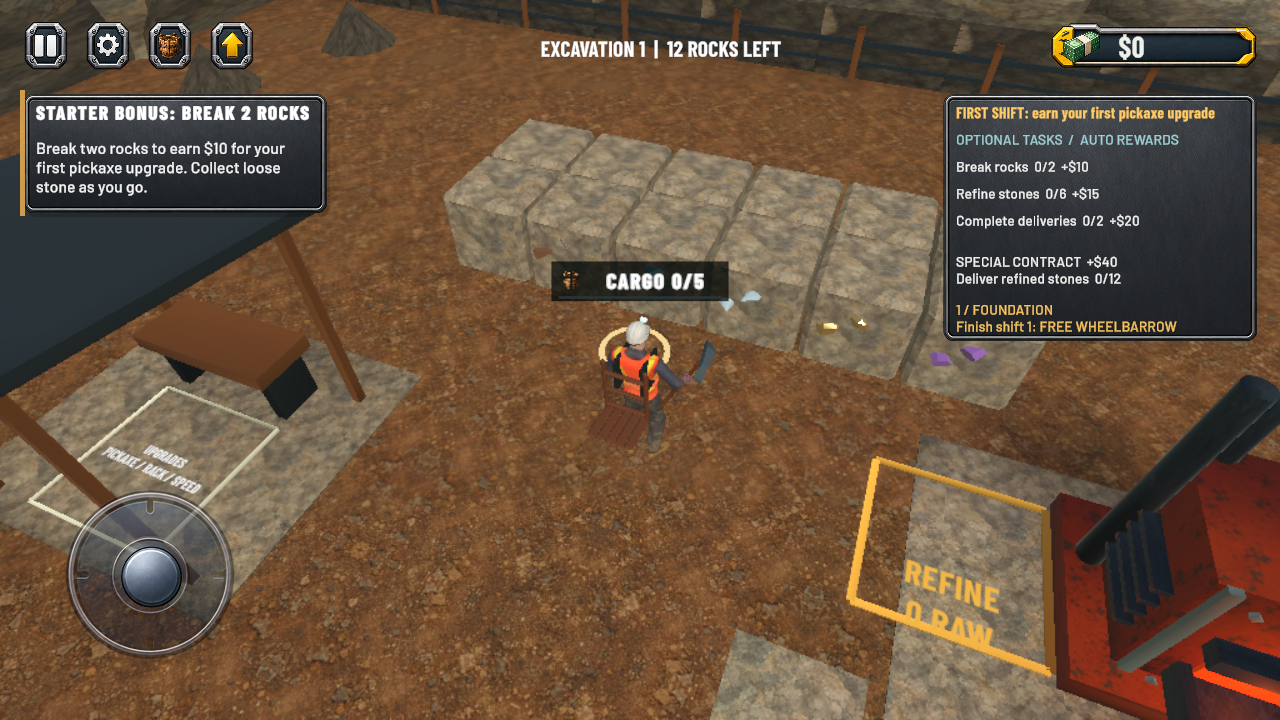 EXCAVATION 1 | 12 ROCKS LEFT
$0
STARTER BONUS: BREAK 2 ROCKS
Break two rocks to earn $10 for your
first pickaxe upgrade. Collect loose
stone as you go.
FIRST SHIFT: earn your first pickaxe upgrade
OPTIONAL TASKS / AUTO REWARDS
Break rocks 0/2 +$10
Refine stones 0/6 +$15
Complete deliveries 0/2 +$20
SPECIAL CONTRACT +$40
Deliver refined stones 0/12
1 / FOUNDATION
Finish shift 1: FREE WHEELBARROW
CARGO 0/5
UPGRADES
PICKAXE / BACK / SPEED
REFINE
0 RAW